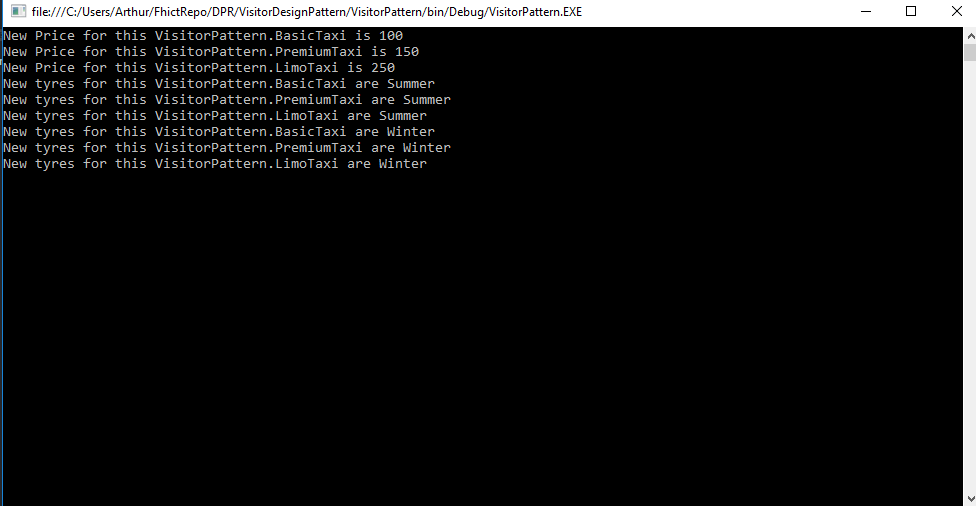 file:///C:/Users/Arthur/FhictRepo/DPR/VisitorDesignPattern/VisitorPattern/bin/Debug/VisitorPattern.EXE
New Price for this VisitorPattern.BasicTaxi is 100
New Price for this VisitorPattern.PremiumTaxi is 150
New Price for this VisitorPattern.LimoTaxi is 250
New tyres for this VisitorPattern.BasicTaxi are Summer
New tyres for this VisitorPattern.PremiumTaxi are Summer
New tyres for this VisitorPattern.LimoTaxi are Summer
New tyres for this VisitorPattern.BasicTaxi are Winter
New tyres for this VisitorPattern.PremiumTaxi are Winter
New tyres for this VisitorPattern.LimoTaxi are Winter